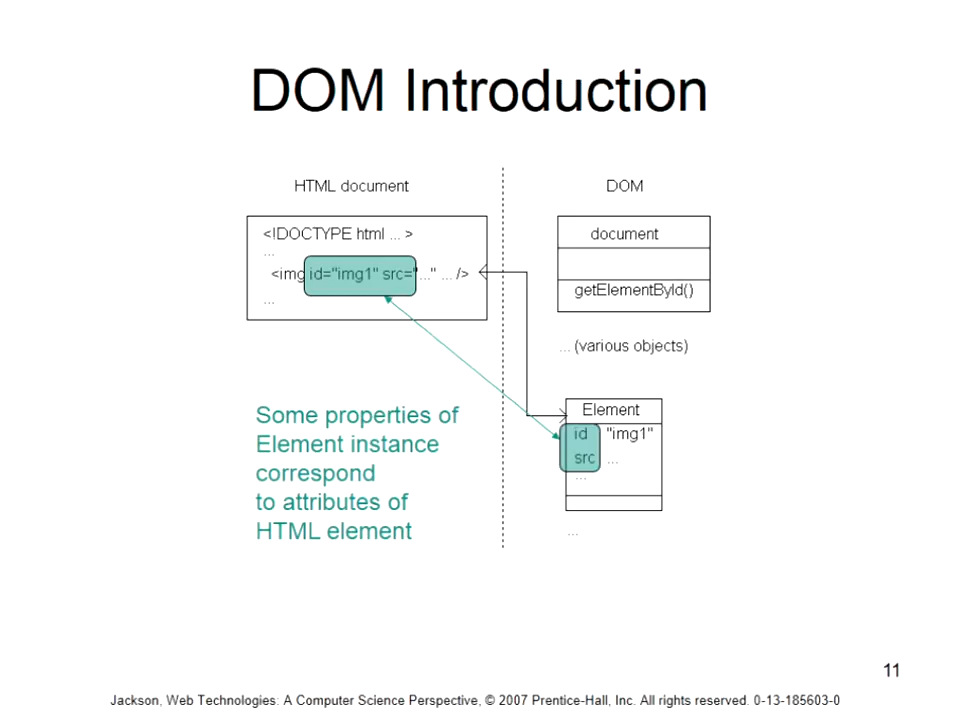 DOM Introduction
HTML document
<!DOCTYPE html ... >
...
<img id="img1" src="..." ... />
...
DOM
document
getElementById()
... (various objects)
Element
id "img1"
src ...
...
...
Some properties of
Element instance
correspond
to attributes of
HTML element
11
Jackson, Web Technologies: A Computer Science Perspective, © 2007 Prentice-Hall, Inc. All rights reserved. 0-13-185603-0